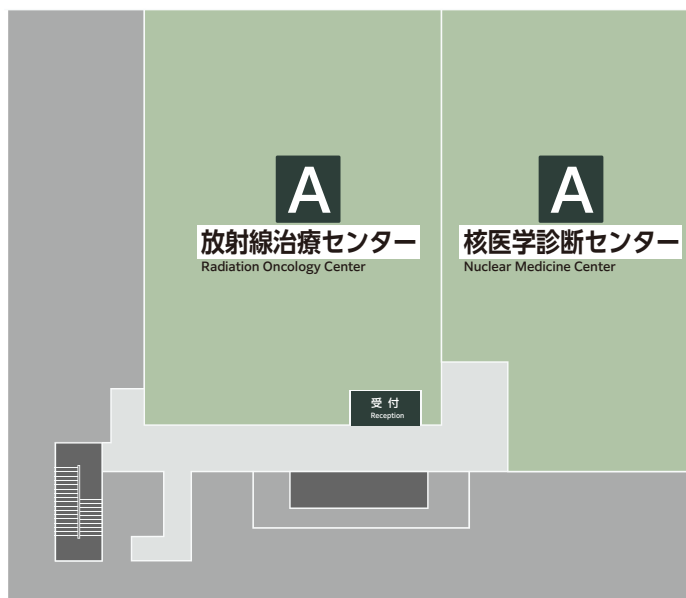 A
放射線治療センター
Radiation Oncology Center
A
核医学診断センター
Nuclear Medicine Center
受付
Reception